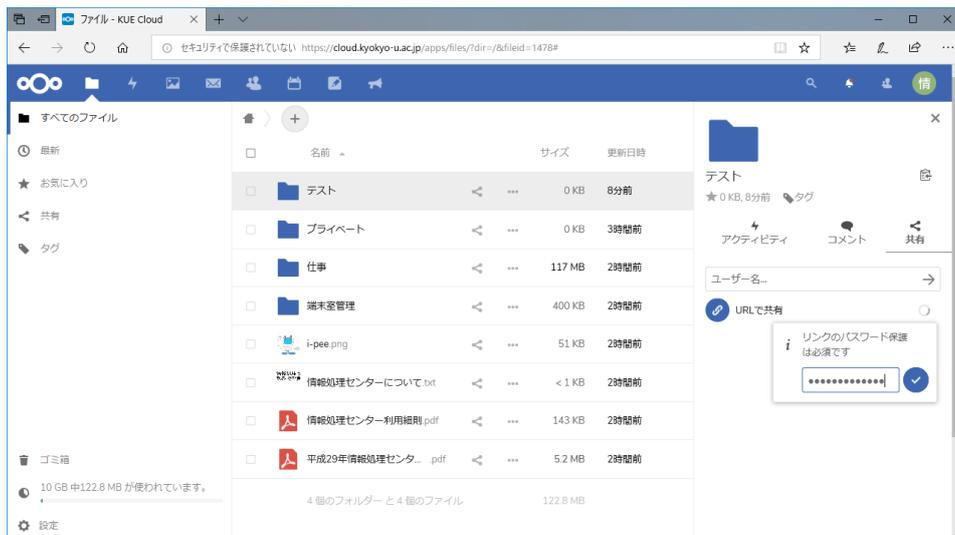 ファイル - KUE Cloud
セキュリティで保護されていない https://cloud.kyokyo-u.ac.jp/apps/files/?dir=/&fileid=1478#
情
すべてのファイル
最新
お気に入り
共有
タグ
ゴミ箱
10 GB 中122.8 MB が使われています。
設定
名前 サイズ 更新日時
テスト 0 KB 8分前
プライベート 0 KB 3時間前
仕事 117 MB 2時間前
端末室管理 400 KB 2時間前
i-pee.png 51 KB 2時間前
情報処理センターについて.txt < 1 KB 2時間前
情報処理センター利用細則.pdf 143 KB 2時間前
平成29年情報処理センタ... .pdf 5.2 MB 2時間前
4 個のフォルダー と 4 個のファイル 122.8 MB
テスト
0 KB, 8分前 タグ
アクティビティ コメント 共有
ユーザー名...
URLで共有
リンクのパスワード保護
は必須です